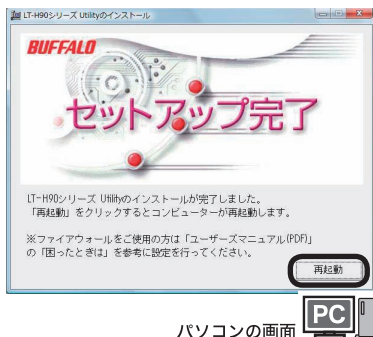 LT-H90シリーズ Utilityのインストール
BUFFALO
セットアップ完了
LT-H90シリーズ Utilityのインストールが完了しました。
「再起動」をクリックするとコンピューターが再起動します。
※ファイアウォールをご使用の方は「ユーザーズマニュアル(PDF)」
の「困ったときは」を参考に設定を行ってください。
再起動
パソコンの画面 PC